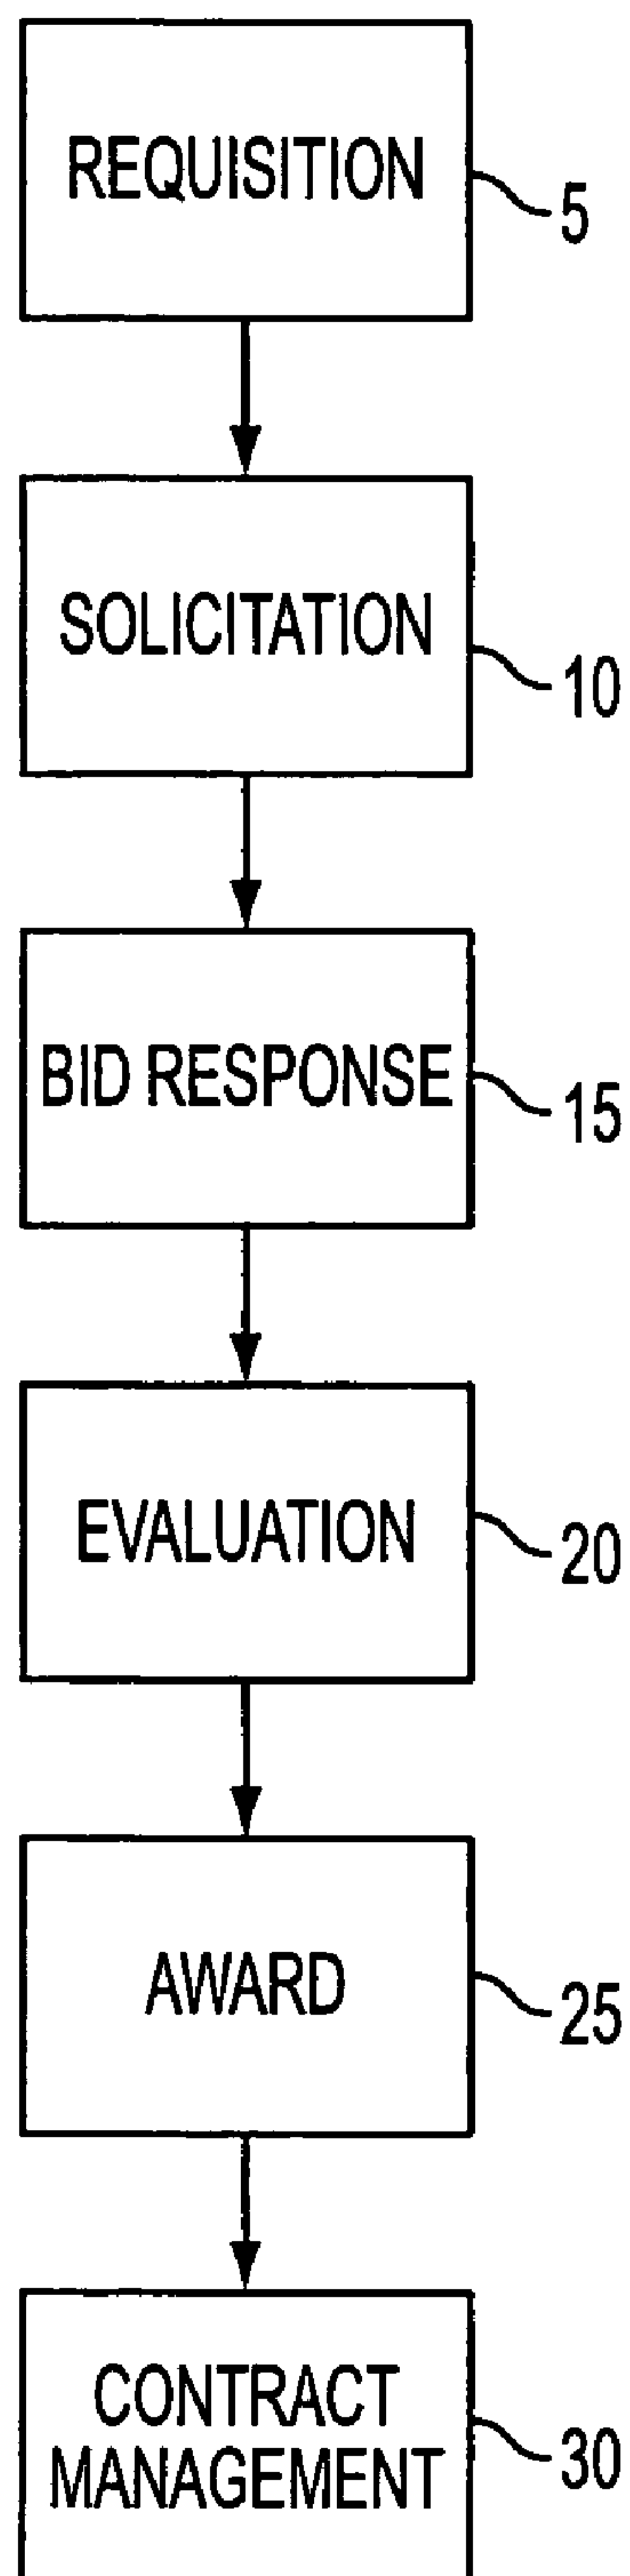 REQUISITION
5
SOLICITATION
10
BID RESPONSE
15
EVALUATION
20
AWARD
25
CONTRACT
MANAGEMENT
30